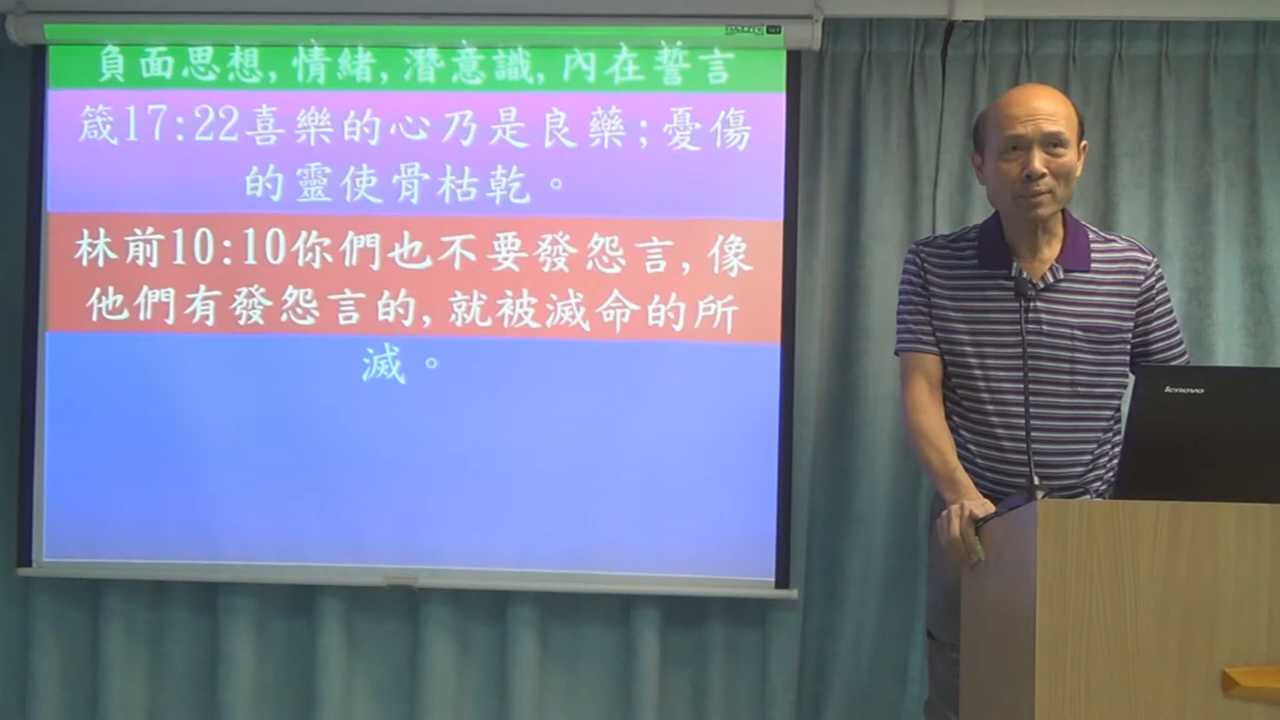 負面思想,情緒,潛意識,內在誓言
箴17:22喜樂的心乃是良藥;憂傷
的靈使骨枯乾。
林前10:10你們也不要發怨言,像
他們有發怨言的,就被滅命的所
滅。
lenovo